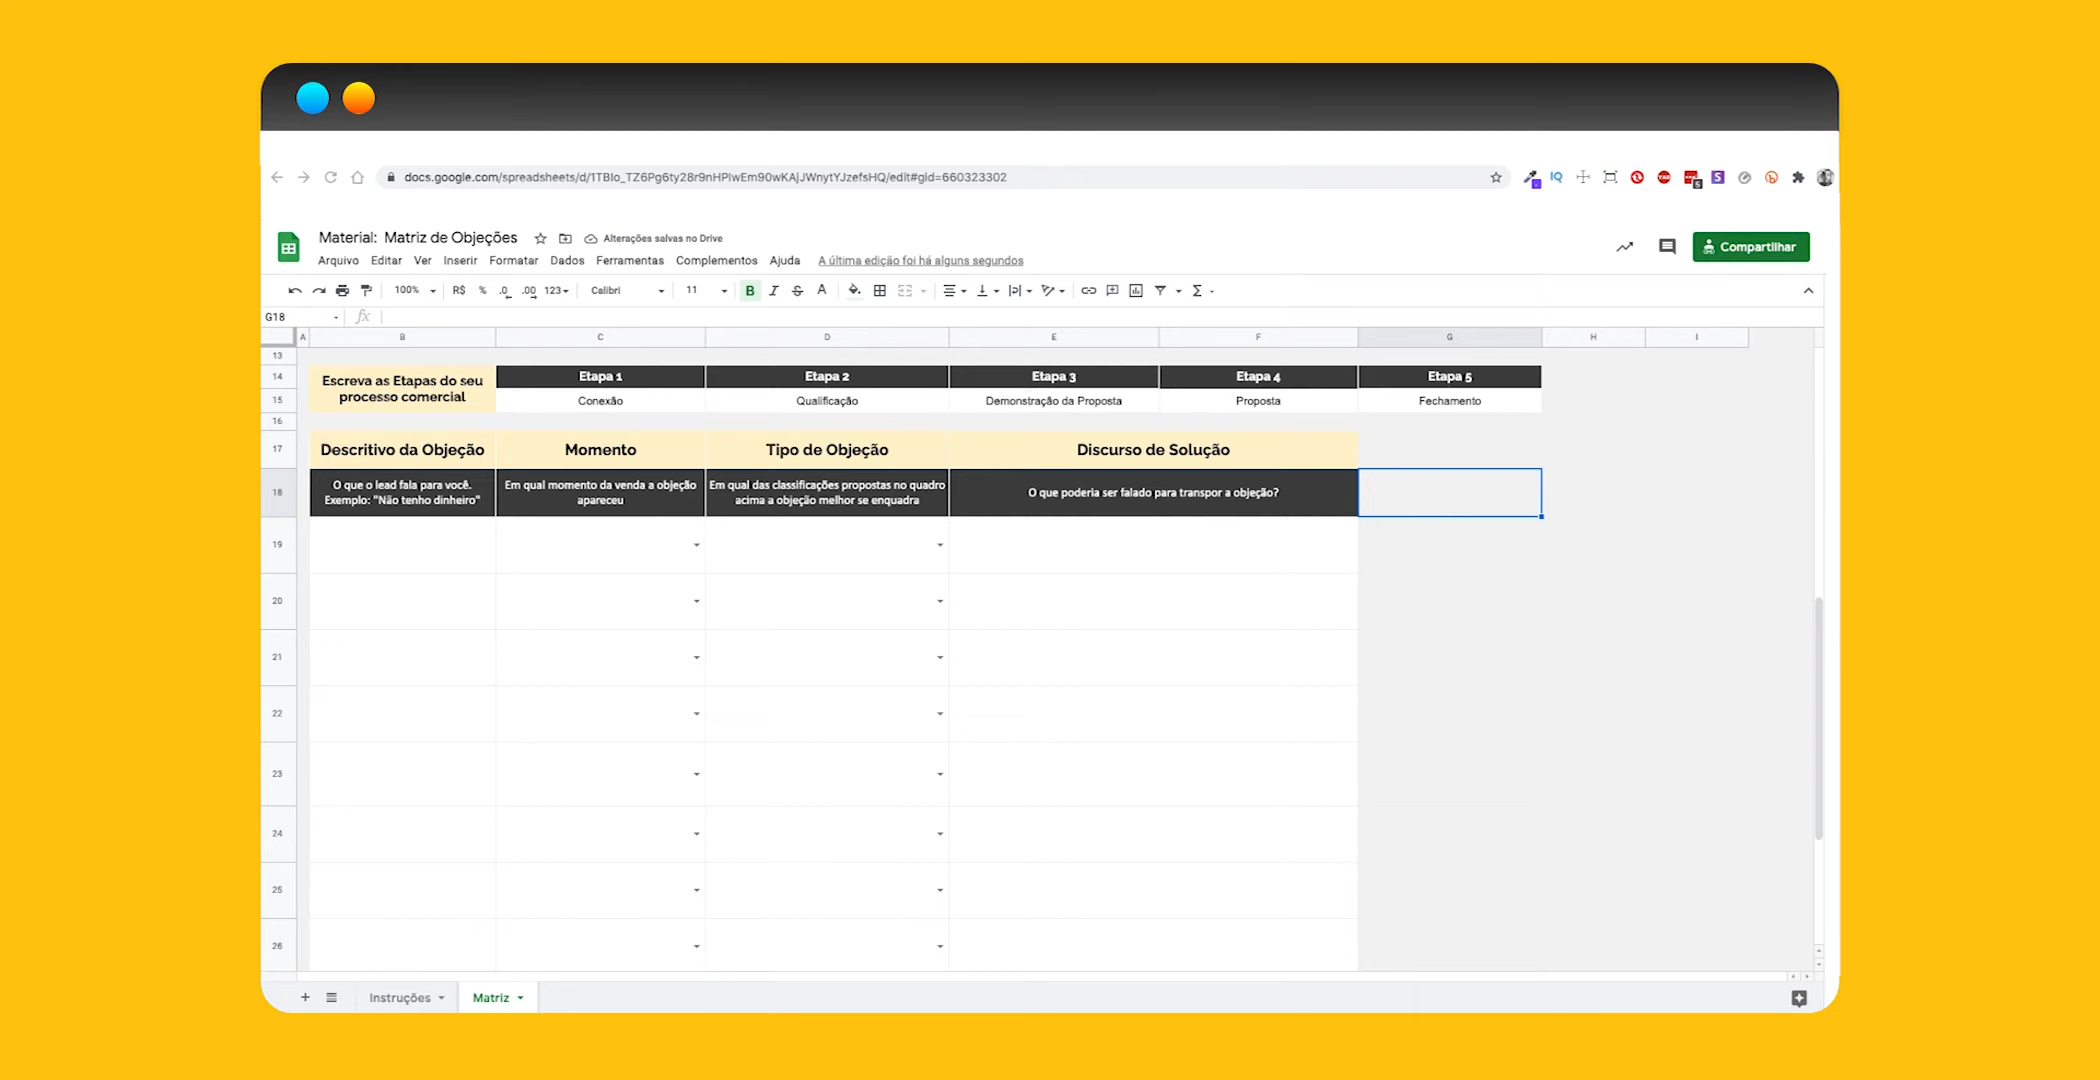 docs.google.com/spreadsheets/d/1TBIo_TZ6Pg6ty28r9nHPIwEm90wKAjJWnytYJzefsHQ/edit#gid=660323302
IQ
S
Material: Matriz de Objeções
Alterações salvas no Drive
Arquivo Editar Ver Inserir Formatar Dados Ferramentas Complementos Ajuda A última edição foi há alguns segundos
Compartilhar
100% R$ % .0 .00 123 Calibri 11 B I S A Σ
G18 fx
A B C D E F G H I
13
14 Etapa 1 Etapa 2 Etapa 3 Etapa 4 Etapa 5
Escreva as Etapas do seu
processo comercial
15 Conexão Qualificação Demonstração da Proposta Proposta Fechamento
16
17 Descritivo da Objeção Momento Tipo de Objeção Discurso de Solução
18
O que o lead fala para você.
Exemplo: "Não tenho dinheiro"
Em qual momento da venda a objeção
apareceu
Em qual das classificações propostas no quadro
acima a objeção melhor se enquadra
O que poderia ser falado para transpor a objeção?
19
20
21
22
23
24
25
26
Instruções Matriz